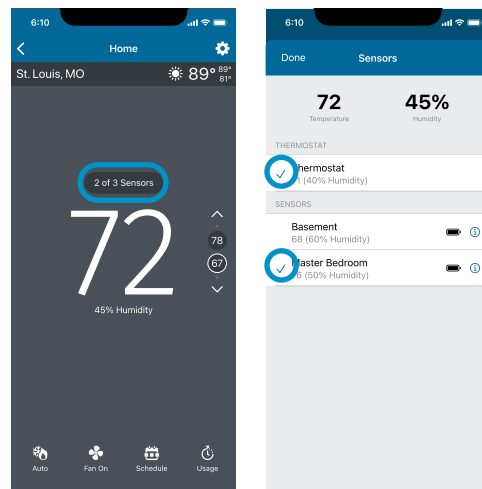 6:10
Home
St. Louis, MO
89° 89°
81°
2 of 3 Sensors
72
78
67
45% Humidity
Auto
Fan On
Schedule
Usage
6:10
Done
Sensors
72
45%
Temperature
Humidity
THERMOSTAT
hermostat
1 (40% Humidity)
SENSORS
Basement
68 (60% Humidity)
Master Bedroom
6 (50% Humidity)